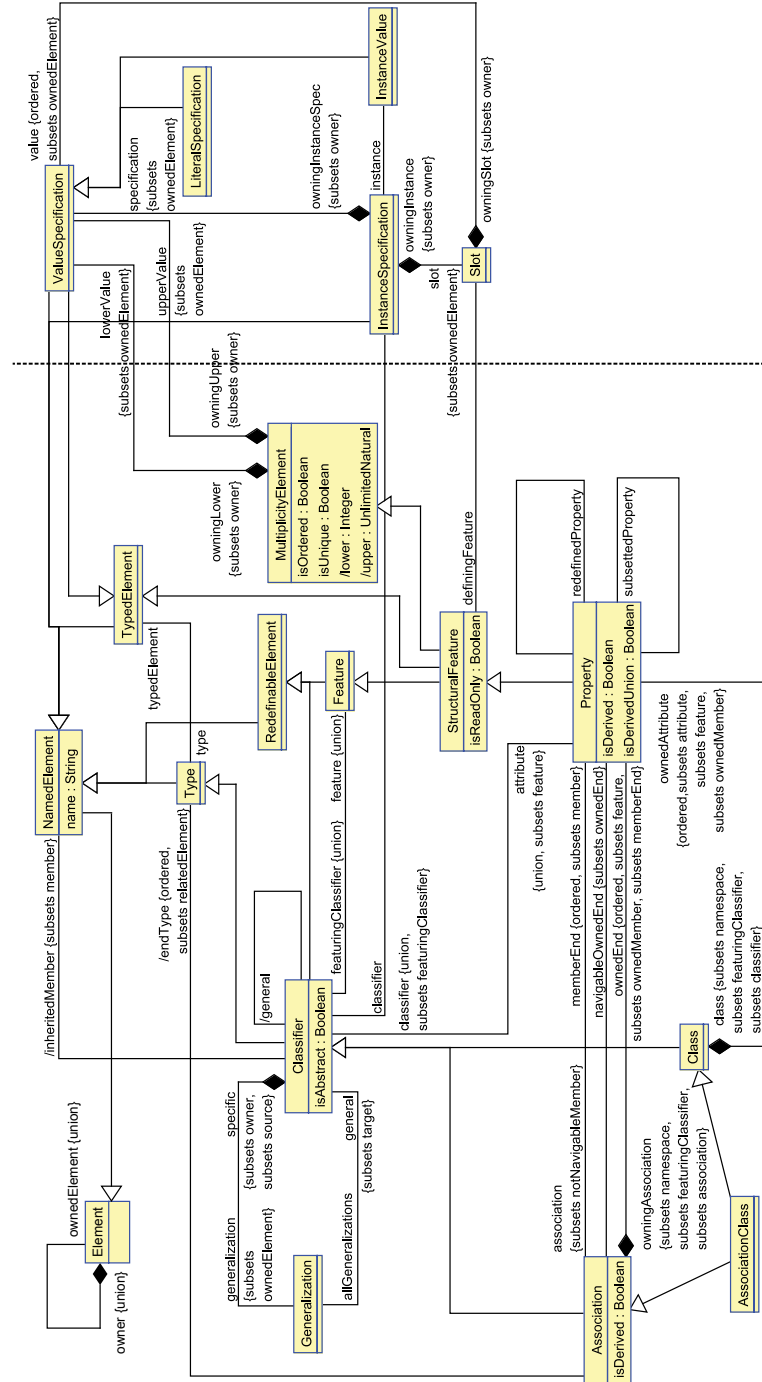 ownedElement {union}
Element
owner {union}
/inheritedMember {subsets member}
NamedElement
name : String
TypedElement
typedElement
type
Type
/endType {ordered,
subsets relatedElement}
value {ordered,
subsets ownedElement}
ValueSpecification
specification
{subsets
ownedElement}
LiteralSpecification
InstanceValue
lowerValue
{subsets ownedElement}
upperValue
{subsets
ownedElement}
owningInstanceSpec
{subsets owner}
instance
InstanceSpecification
owningInstance
{subsets owner}
slot
{subsets ownedElement}
Slot
owningSlot {subsets owner}
owningLower
{subsets owner}
owningUpper
{subsets owner}
MultiplicityElement
isOrdered : Boolean
isUnique : Boolean
/lower : Integer
/upper : UnlimitedNatural
RedefinableElement
Feature
feature {union}
featuringClassifier {union}
StructuralFeature
isReadOnly : Boolean
definingFeature
generalization
{subsets
ownedElement}
specific
{subsets owner,
subsets source}
Generalization
allGeneralizations
general
{subsets target}
/general
Classifier
isAbstract : Boolean
classifier
classifier {union,
subsets featuringClassifier}
attribute
{union, subsets feature}
Property
isDerived : Boolean
isDerivedUnion : Boolean
redefinedProperty
subsettedProperty
association
{subsets notNavigableMember}
memberEnd {ordered, subsets member}
navigableOwnedEnd {subsets ownedEnd}
ownedEnd {ordered, subsets feature,
subsets ownedMember, subsets memberEnd}
Association
isDerived : Boolean
owningAssociation
{subsets namespace,
subsets featuringClassifier,
subsets association}
AssociationClass
Class
class {subsets namespace,
subsets featuringClassifier,
subsets classifier}
ownedAttribute
{ordered,subsets attribute,
subsets feature,
subsets ownedMember}